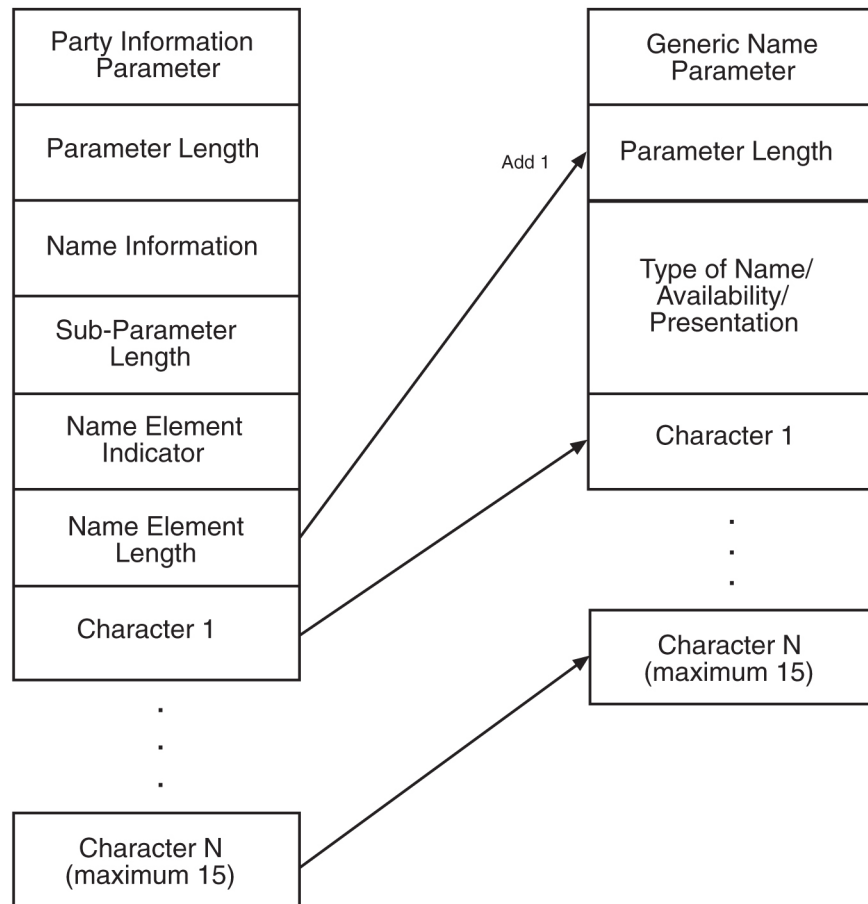 Party Information
Parameter
Parameter Length
Name Information
Sub-Parameter
Length
Name Element
Indicator
Name Element
Length
Character 1
.
.
.
Character N
(maximum 15)
Add 1
Generic Name
Parameter
Parameter Length
Type of Name/
Availability/
Presentation
Character 1
.
.
.
Character N
(maximum 15)